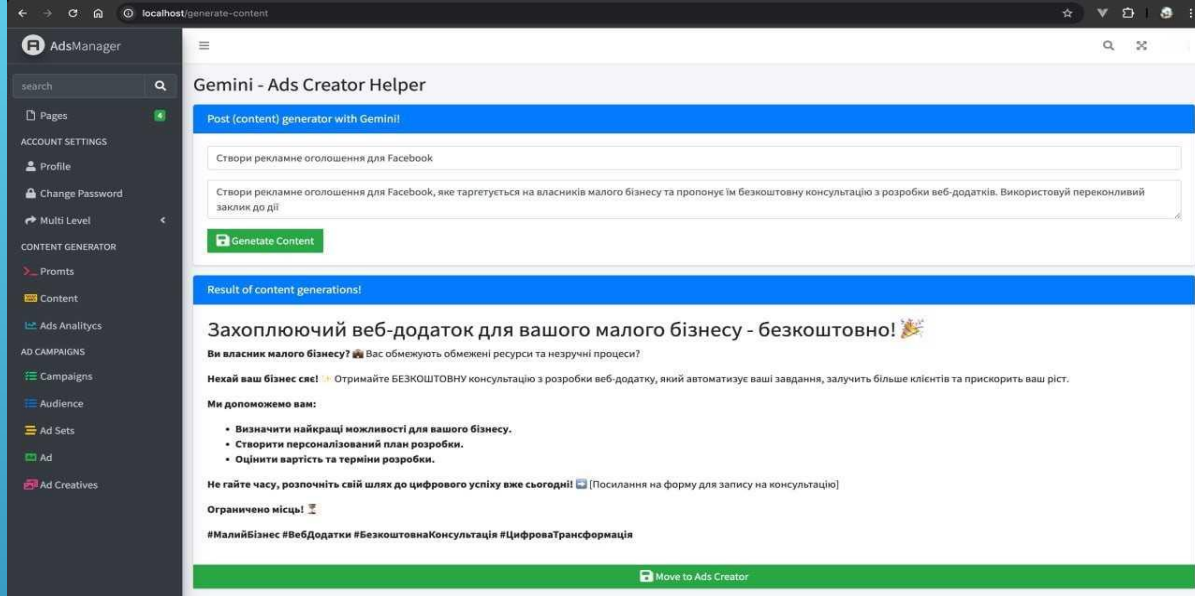 localhost/generate-content
AdsManager
search
Pages 4
ACCOUNT SETTINGS
Profile
Change Password
Multi Level
CONTENT GENERATOR
Promts
Content
Ads Analitycs
AD CAMPAIGNS
Campaigns
Audience
Ad Sets
Ad
Ad Creatives
Gemini - Ads Creator Helper
Post (content) generator with Gemini!
Створи рекламне оголошення для Facebook
Створи рекламне оголошення для Facebook, яке таргетується на власників малого бізнесу та пропонує їм безкоштовну консультацію з розробки веб-додатків. Використовуй переконливий
заклик до дії
Genetate Content
Result of content generations!
Захоплюючий веб-додаток для вашого малого бізнесу - безкоштовно! 🎉
Ви власник малого бізнесу? Вас обмежують обмежені ресурси та незручні процеси?
Нехай ваш бізнес сяє! ✨ Отримайте БЕЗКОШТОВНУ консультацію з розробки веб-додатку, який автоматизує ваші завдання, залучить більше клієнтів та прискорить ваш ріст.
Ми допоможемо вам:
• Визначити найкращі можливості для вашого бізнесу.
• Створити персоналізований план розробки.
• Оцінити вартість та терміни розробки.
Не гайте часу, розпочніть свій шлях до цифрового успіху вже сьогодні! ➡️ [Посилання на форму для запису на консультацію]
Ограничено місць! ⏳
#МалийБізнес #ВебДодатки #БезкоштовнаКонсультація #ЦифроваТрансформація
Move to Ads Creator